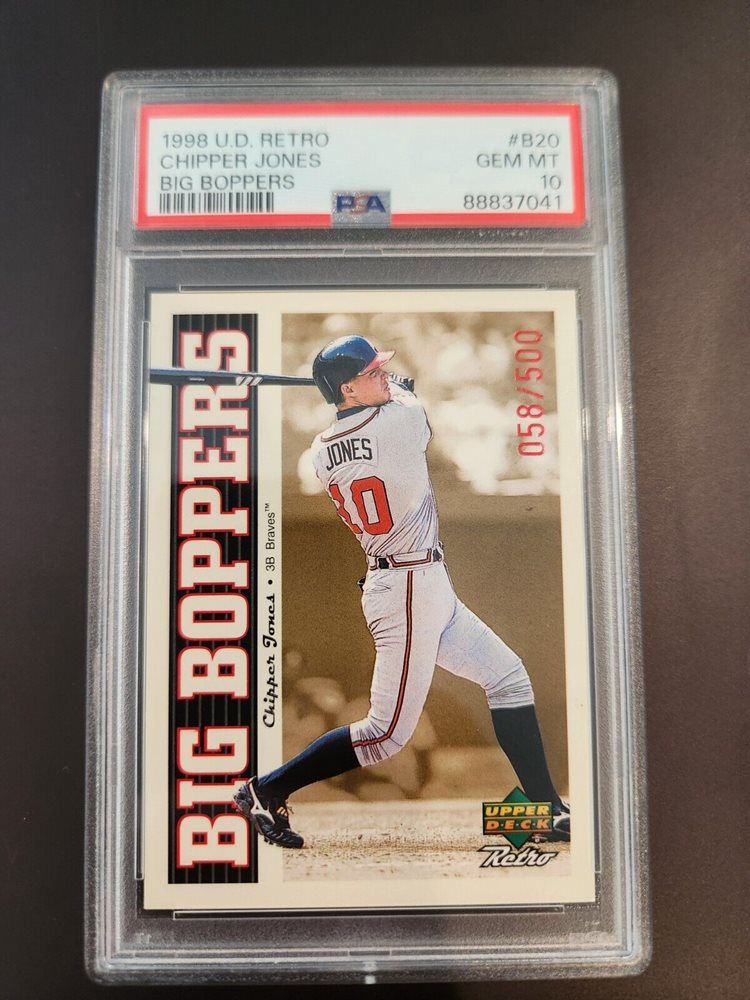 1998 U.D. RETRO #B20
CHIPPER JONES GEM MT
BIG BOPPERS 10
PSA 88837041
BIG BOPPERS
Chipper Jones • 3B Braves™
058/500
JONES
10
UPPER
D·E·C·K
Retro